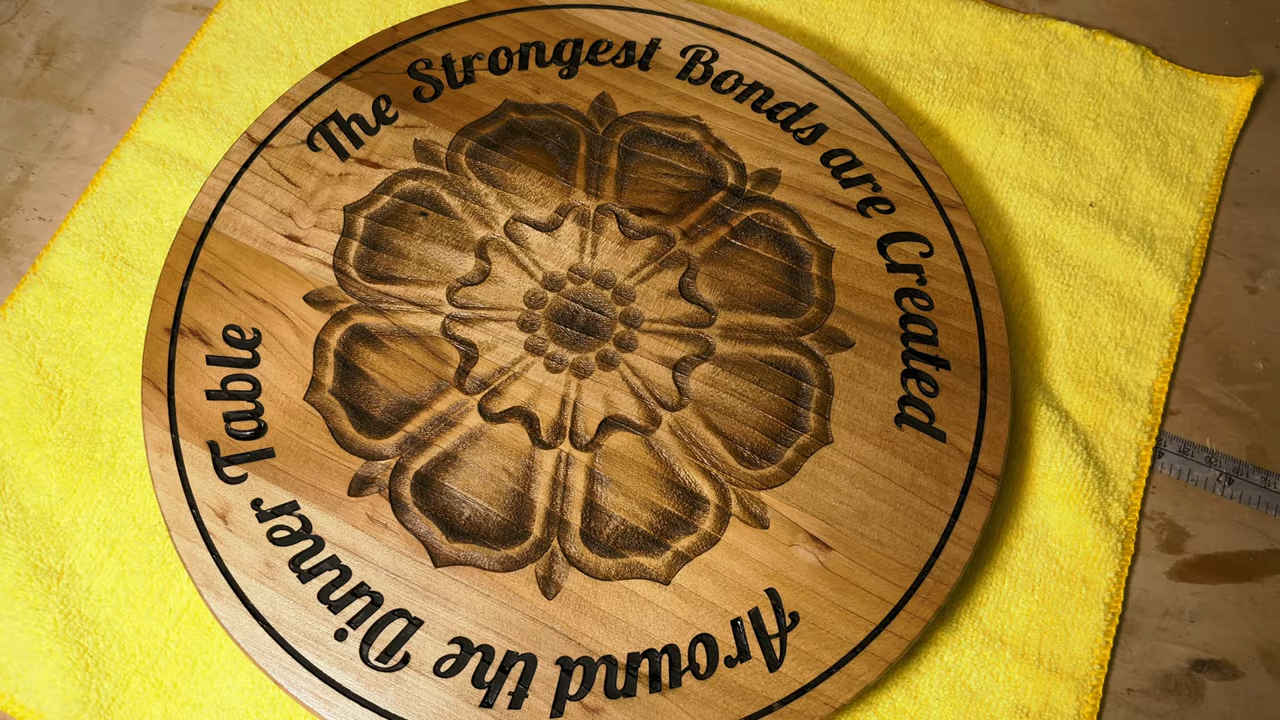 The Strongest Bonds are Created
Around the Dinner Table